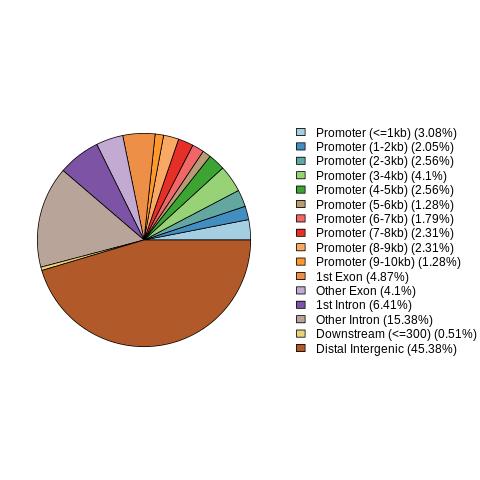 Promoter (<=1kb) (3.08%)
Promoter (1-2kb) (2.05%)
Promoter (2-3kb) (2.56%)
Promoter (3-4kb) (4.1%)
Promoter (4-5kb) (2.56%)
Promoter (5-6kb) (1.28%)
Promoter (6-7kb) (1.79%)
Promoter (7-8kb) (2.31%)
Promoter (8-9kb) (2.31%)
Promoter (9-10kb) (1.28%)
1st Exon (4.87%)
Other Exon (4.1%)
1st Intron (6.41%)
Other Intron (15.38%)
Downstream (<=300) (0.51%)
Distal Intergenic (45.38%)